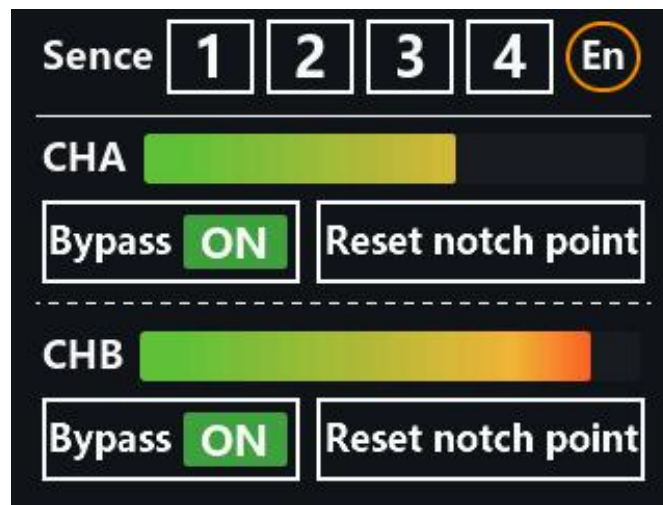 Sence 1 2 3 4 En
CHA
Bypass ON Reset notch point
CHB
Bypass ON Reset notch point